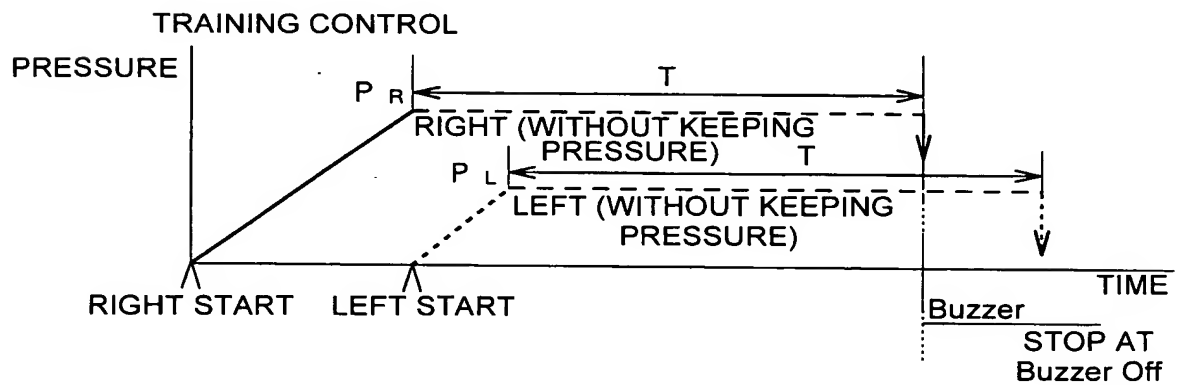 TRAINING CONTROL
PRESSURE
T
P R
RIGHT (WITHOUT KEEPING
PRESSURE)
T
P L
LEFT (WITHOUT KEEPING
PRESSURE)
TIME
RIGHT START
LEFT START
Buzzer
STOP AT
Buzzer Off